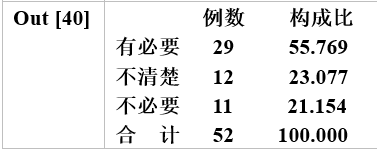 Out [40] 例数 构成比
有必要 29 55.769
不清楚 12 23.077
不必要 11 21.154
合 计 52 100.000